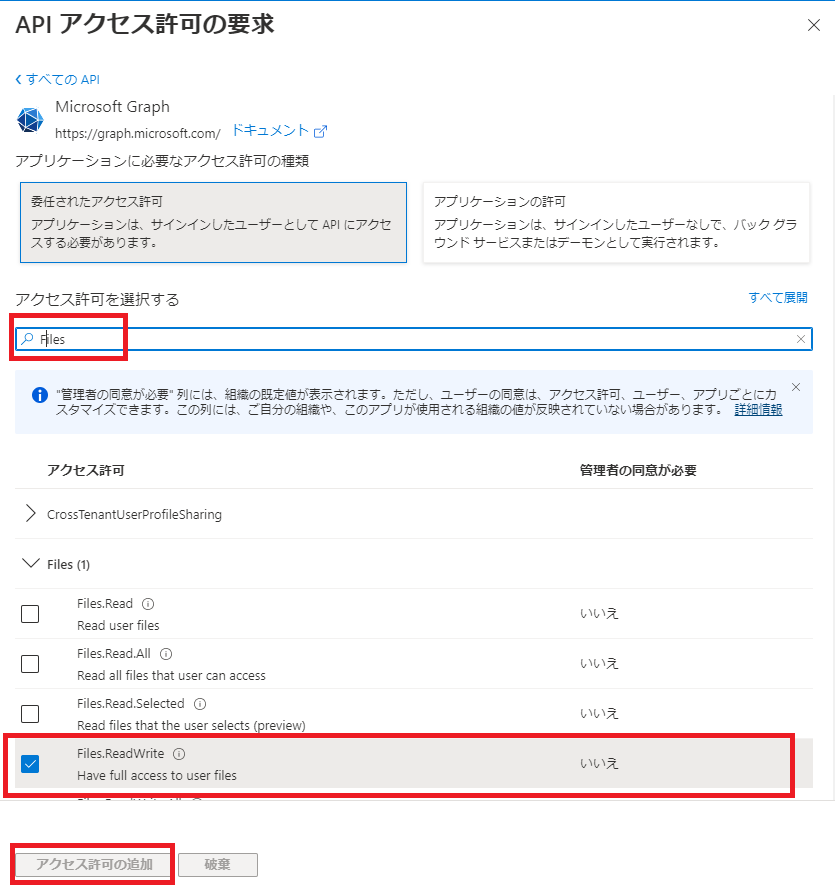 API アクセス許可の要求
すべての API
Microsoft Graph
https://graph.microsoft.com/ ドキュメント
アプリケーションに必要なアクセス許可の種類
委任されたアクセス許可
アプリケーションは、サインインしたユーザーとして API にアクセ
スする必要があります。
アプリケーションの許可
アプリケーションは、サインインしたユーザーなしで、バック グラ
ウンド サービスまたはデーモンとして実行されます。
アクセス許可を選択する
すべて展開
Files
"管理者の同意が必要" 列には、組織の既定値が表示されます。ただし、ユーザーの同意は、アクセス許可、ユーザー、アプリごとにカ
スタマイズできます。この列には、ご自分の組織や、このアプリが使用される組織の値が反映されていない場合があります。 詳細情報
アクセス許可 管理者の同意が必要
CrossTenantUserProfileSharing
Files (1)
Files.Read
Read user files
いいえ
Files.Read.All
Read all files that user can access
いいえ
Files.Read.Selected
Read files that the user selects (preview)
いいえ
Files.ReadWrite
Have full access to user files
いいえ
アクセス許可の追加 破棄